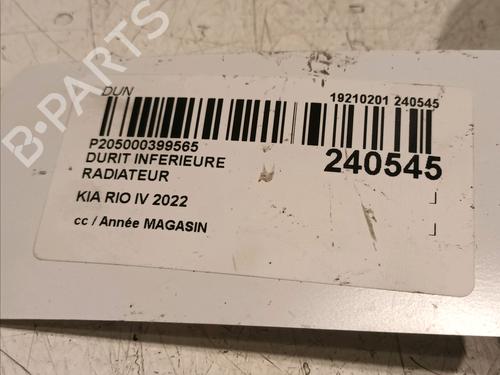 DUN
19210201 240545
P205000399565
240545
DURIT INFERIEURE
RADIATEUR
KIA RIO IV 2022
cc / Année MAGASIN
B-PARTS